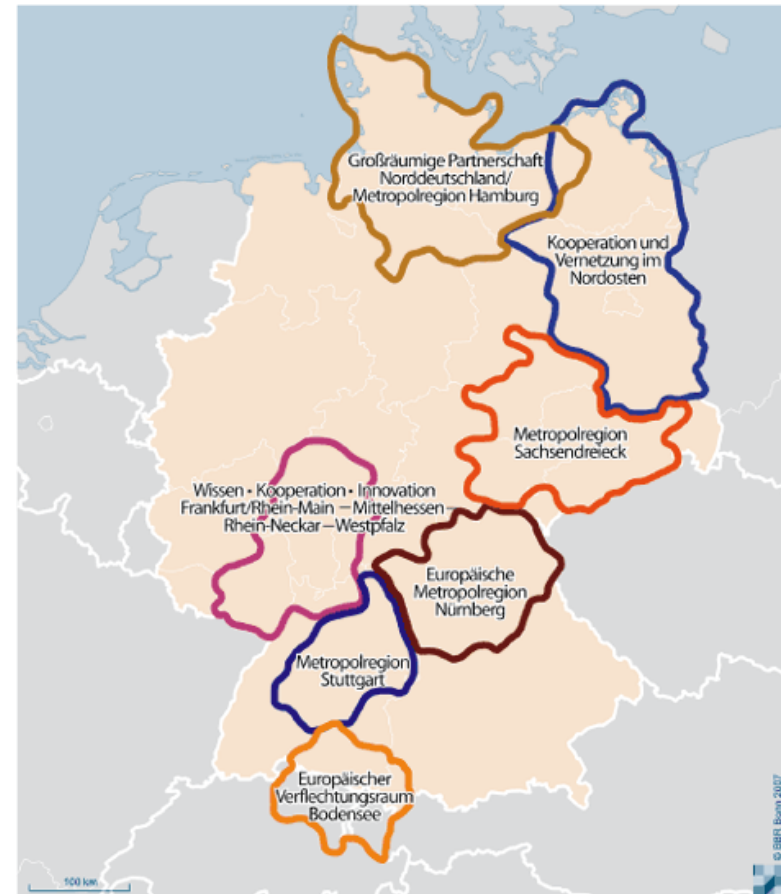 Großräumige Partnerschaft
Norddeutschland/
Metropolregion Hamburg
Kooperation und
Vernetzung im
Nordosten
Metropolregion
Sachsendreieck
Wissen • Kooperation • Innovation
Frankfurt/Rhein-Main – Mittelhessen –
Rhein-Neckar – Westpfalz
Europäische
Metropolregion
Nürnberg
Metropolregion
Stuttgart
Europäischer
Verflechtungsraum
Bodensee
100 km
© BBR Bonn 2007